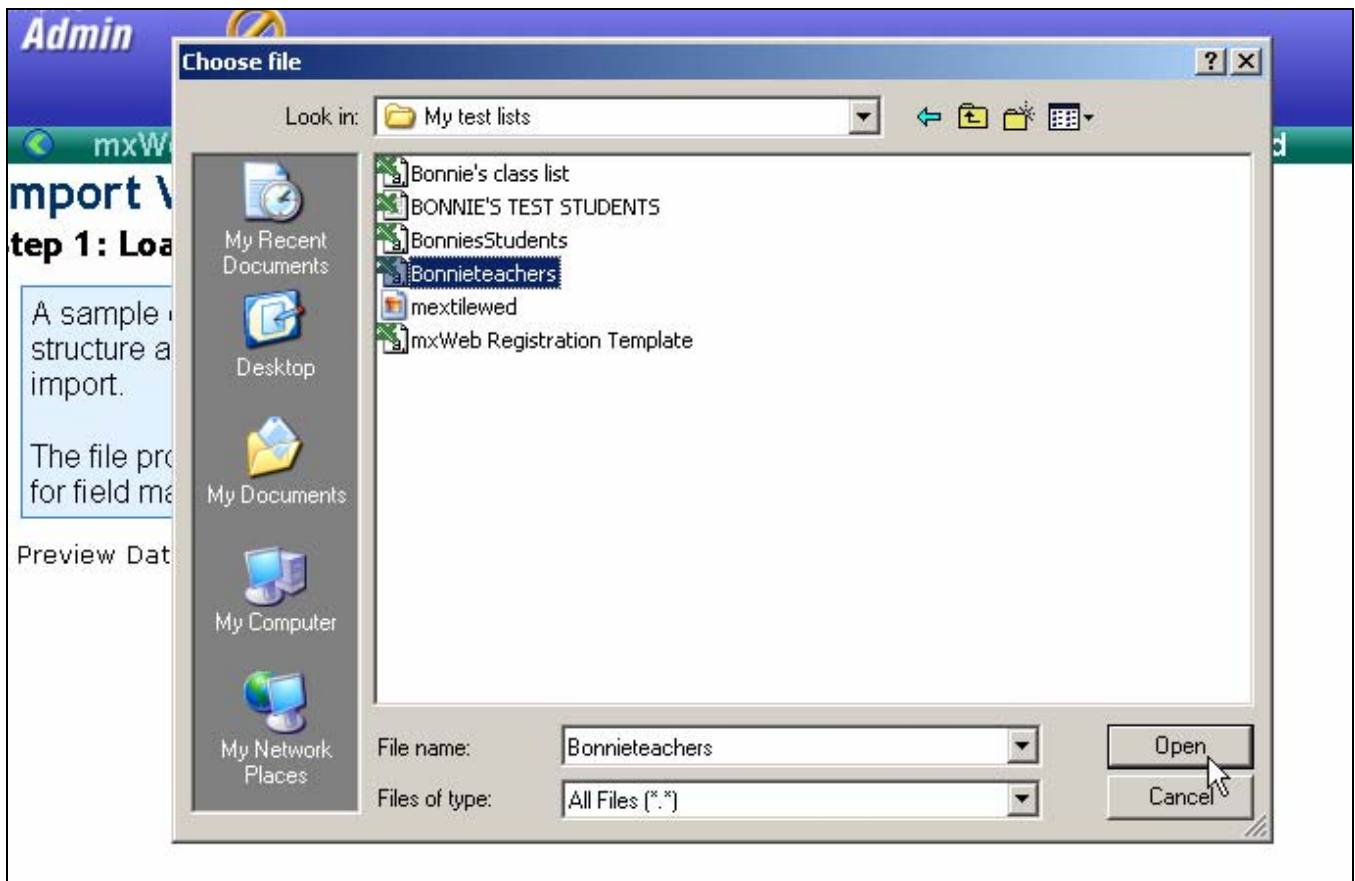 Admin
Choose file
Look in:
My test lists
mxW
d
mport
tep 1: Loa
A sample
structure a
import.
The file pro
for field ma
Preview Dat
My Recent
Documents
Desktop
My Documents
My Computer
My Network
Places
Bonnie's class list
BONNIE'S TEST STUDENTS
BonniesStudents
Bonnieteachers
mextilewed
mxWeb Registration Template
File name:
Bonnieteachers
Open
Files of type:
All Files (*.*)
Cancel